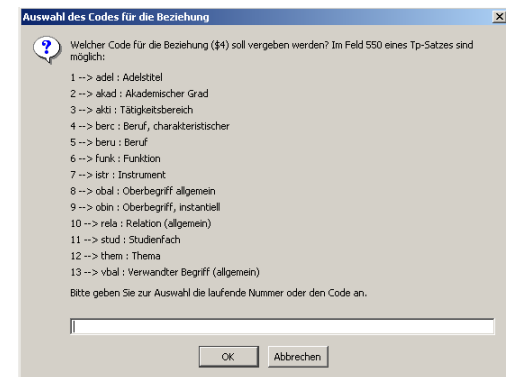 Auswahl des Codes für die Beziehung
Welcher Code für die Beziehung ($4) soll vergeben werden? Im Feld 550 eines Tp-Satzes sind
möglich:
1 --> adel : Adelstitel
2 --> akad : Akademischer Grad
3 --> akti : Tätigkeitsbereich
4 --> berc : Beruf, charakteristischer
5 --> beru : Beruf
6 --> funk : Funktion
7 --> istr : Instrument
8 --> obal : Oberbegriff allgemein
9 --> obin : Oberbegriff, instantiell
10 --> rela : Relation (allgemein)
11 --> stud : Studienfach
12 --> them : Thema
13 --> vbal : Verwandter Begriff (allgemein)
Bitte geben Sie zur Auswahl die laufende Nummer oder den Code an.
OK
Abbrechen